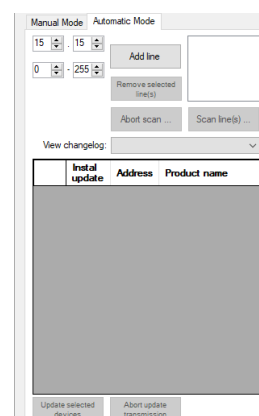 Manual Mode Automatic Mode
15 . 15
Add line
0 - 255
Remove selected
line(s)
Abort scan ... Scan line(s) ...
View changelog:
Instal
update Address Product name
Update selected
devices
Abort update
transmission